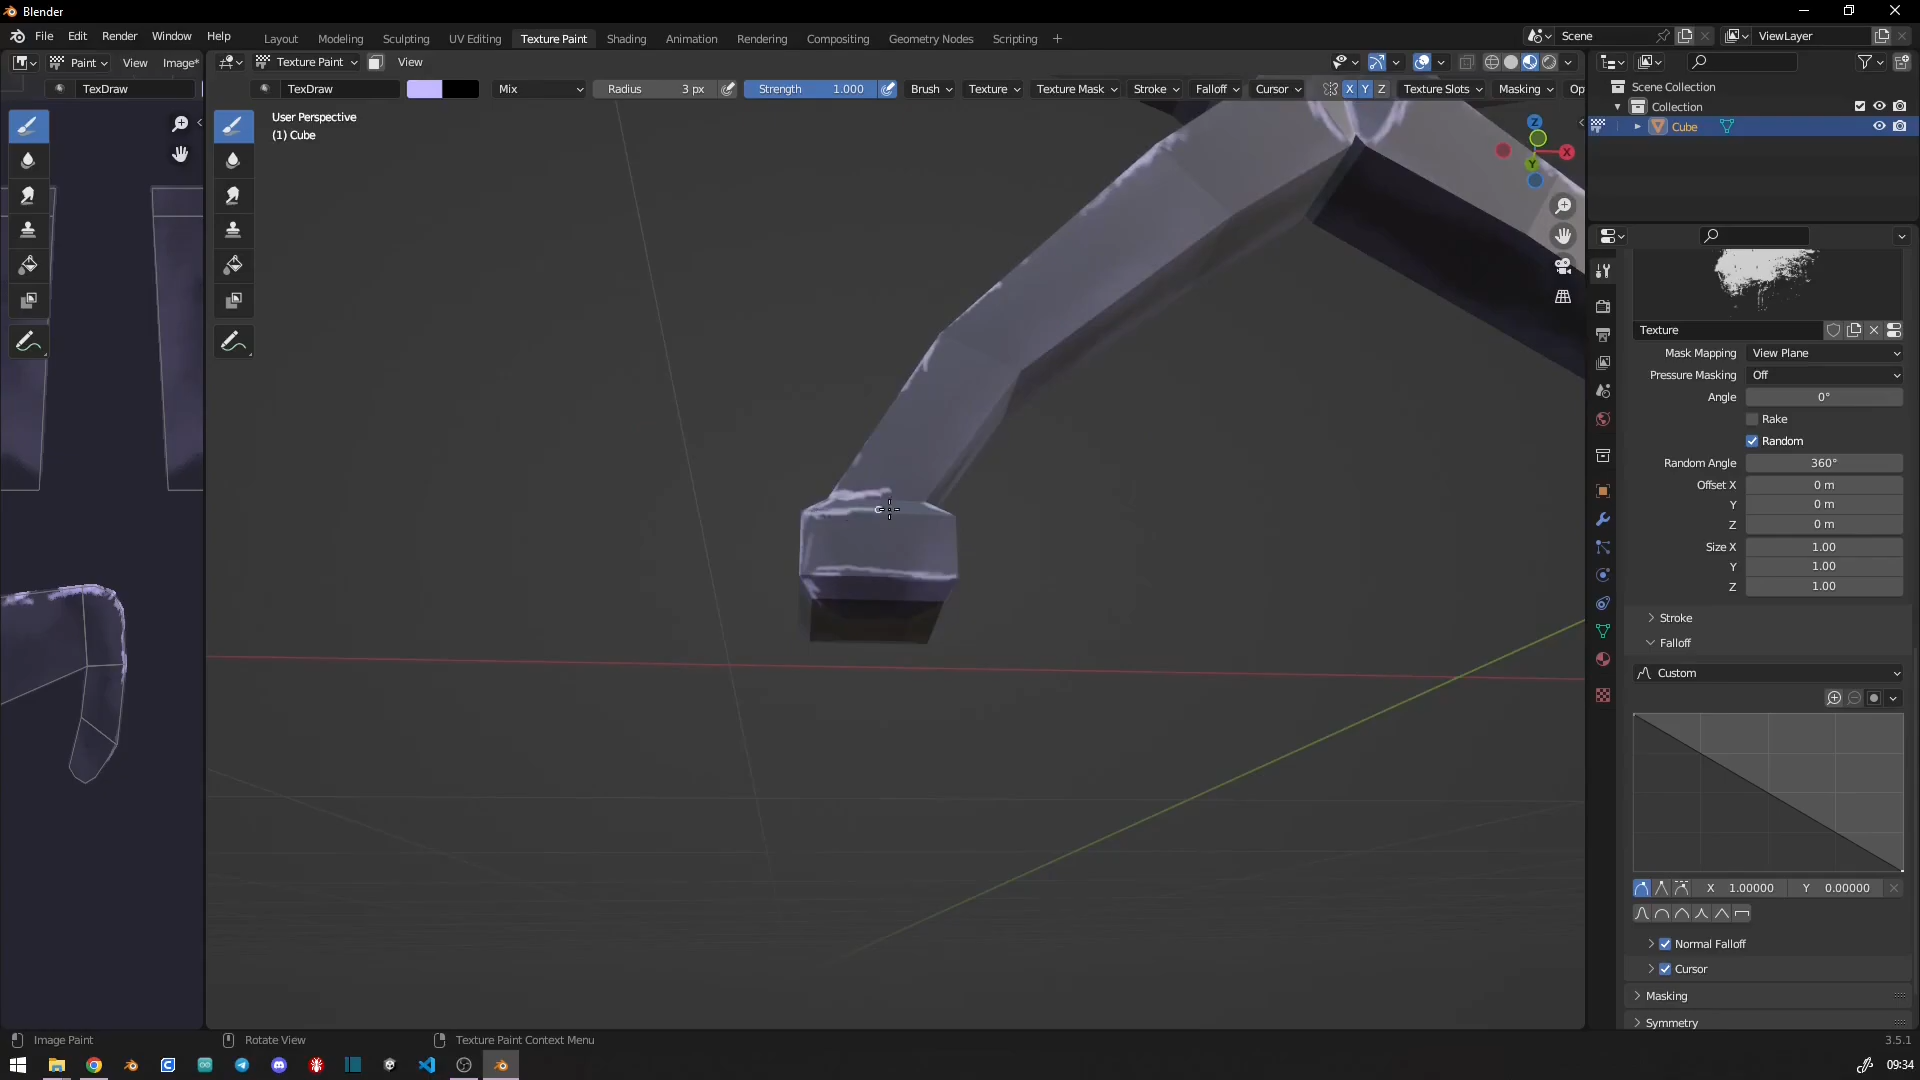 Blender
File Edit Render Window Help
Layout Modeling Sculpting UV Editing Texture Paint Shading Animation Rendering Compositing Geometry Nodes Scripting
Scene
ViewLayer
Paint View Image*
Texture Paint View
TexDraw
TexDraw
Mix
Radius 3 px
Strength 1.000
Brush Texture Texture Mask Stroke Falloff Cursor
X Y Z
Texture Slots Masking Op
User Perspective
(1) Cube
Z
X
Y
Scene Collection
Collection
Cube
Texture
Mask Mapping View Plane
Pressure Masking Off
Angle 0°
Rake
Random
Random Angle 360°
Offset X 0 m
Y 0 m
Z 0 m
Size X 1.00
Y 1.00
Z 1.00
Stroke
Falloff
Custom
X 1.00000 Y 0.00000
Normal Falloff
Cursor
Masking
Symmetry
Image Paint
Rotate View
Texture Paint Context Menu
3.5.1
09:34